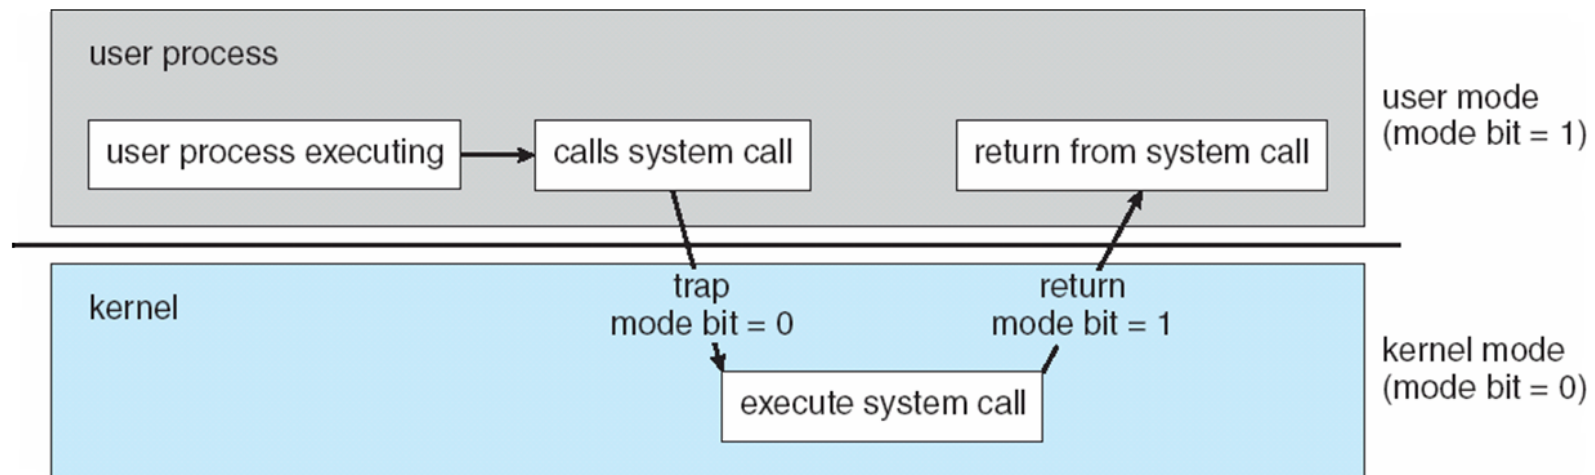 user process
user process executing
calls system call
return from system call
user mode
(mode bit = 1)
kernel
trap
mode bit = 0
return
mode bit = 1
execute system call
kernel mode
(mode bit = 0)